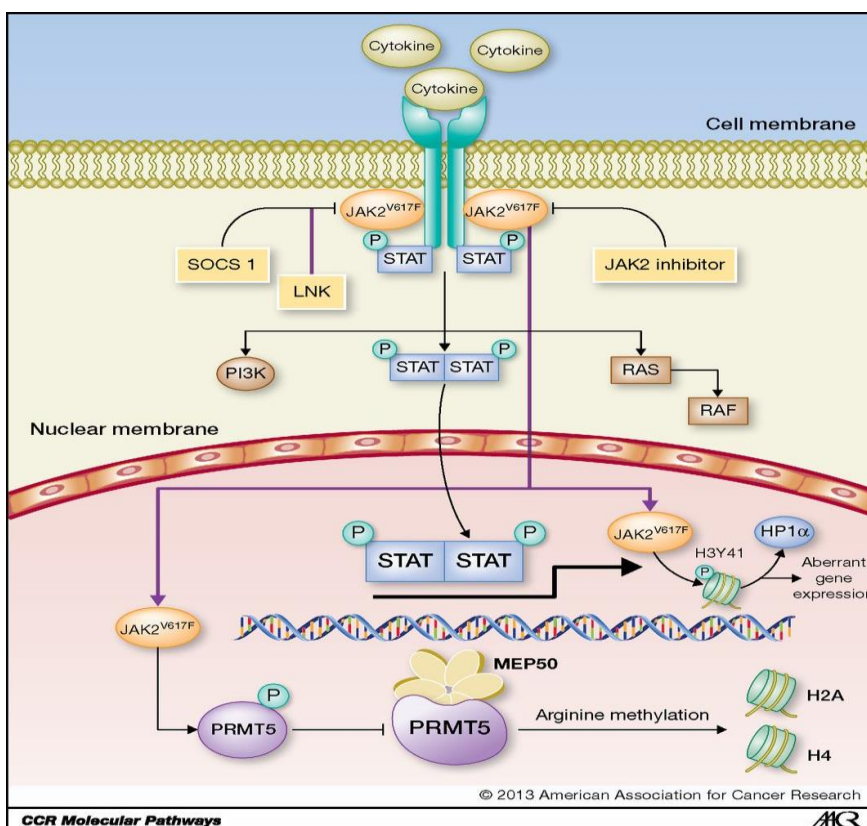 Cytokine
Cytokine
Cytokine
Cell membrane
JAK2V617F
JAK2V617F
P
P
SOCS 1
STAT
STAT
JAK2 inhibitor
LNK
P
P
PI3K
STAT
STAT
RAS
RAF
Nuclear membrane
P
P
JAK2V617F
HP1α
STAT
STAT
H3Y41
P
Aberrant
gene
expression
JAK2V617F
MEP50
P
H2A
PRMT5
PRMT5
Arginine methylation
H4
© 2013 American Association for Cancer Research
CCR Molecular Pathways
AACR